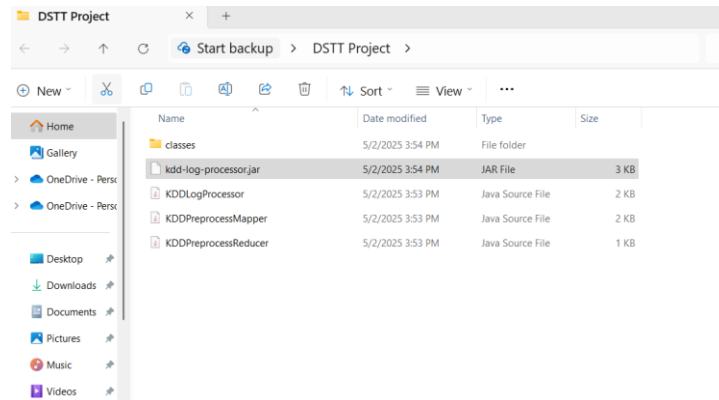 DSTT Project
Start backup > DSTT Project >
New Sort View ...
Name Date modified Type Size
Home
Gallery
OneDrive - Perso
OneDrive - Perso
Desktop
Downloads
Documents
Pictures
Music
Videos
classes 5/2/2025 3:54 PM File folder
kdd-log-processor.jar 5/2/2025 3:54 PM JAR File 3 KB
KDDLogProcessor 5/2/2025 3:53 PM Java Source File 2 KB
KDDPreprocessMapper 5/2/2025 3:53 PM Java Source File 2 KB
KDDPreprocessReducer 5/2/2025 3:53 PM Java Source File 1 KB